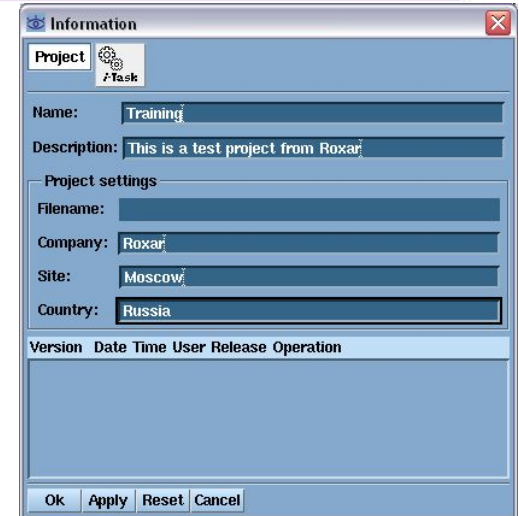 Information
Project
i-Task
Name: Training
Description: This is a test project from Roxar
Project settings
Filename:
Company: Roxar
Site: Moscow
Country: Russia
Version Date Time User Release Operation
Ok Apply Reset Cancel